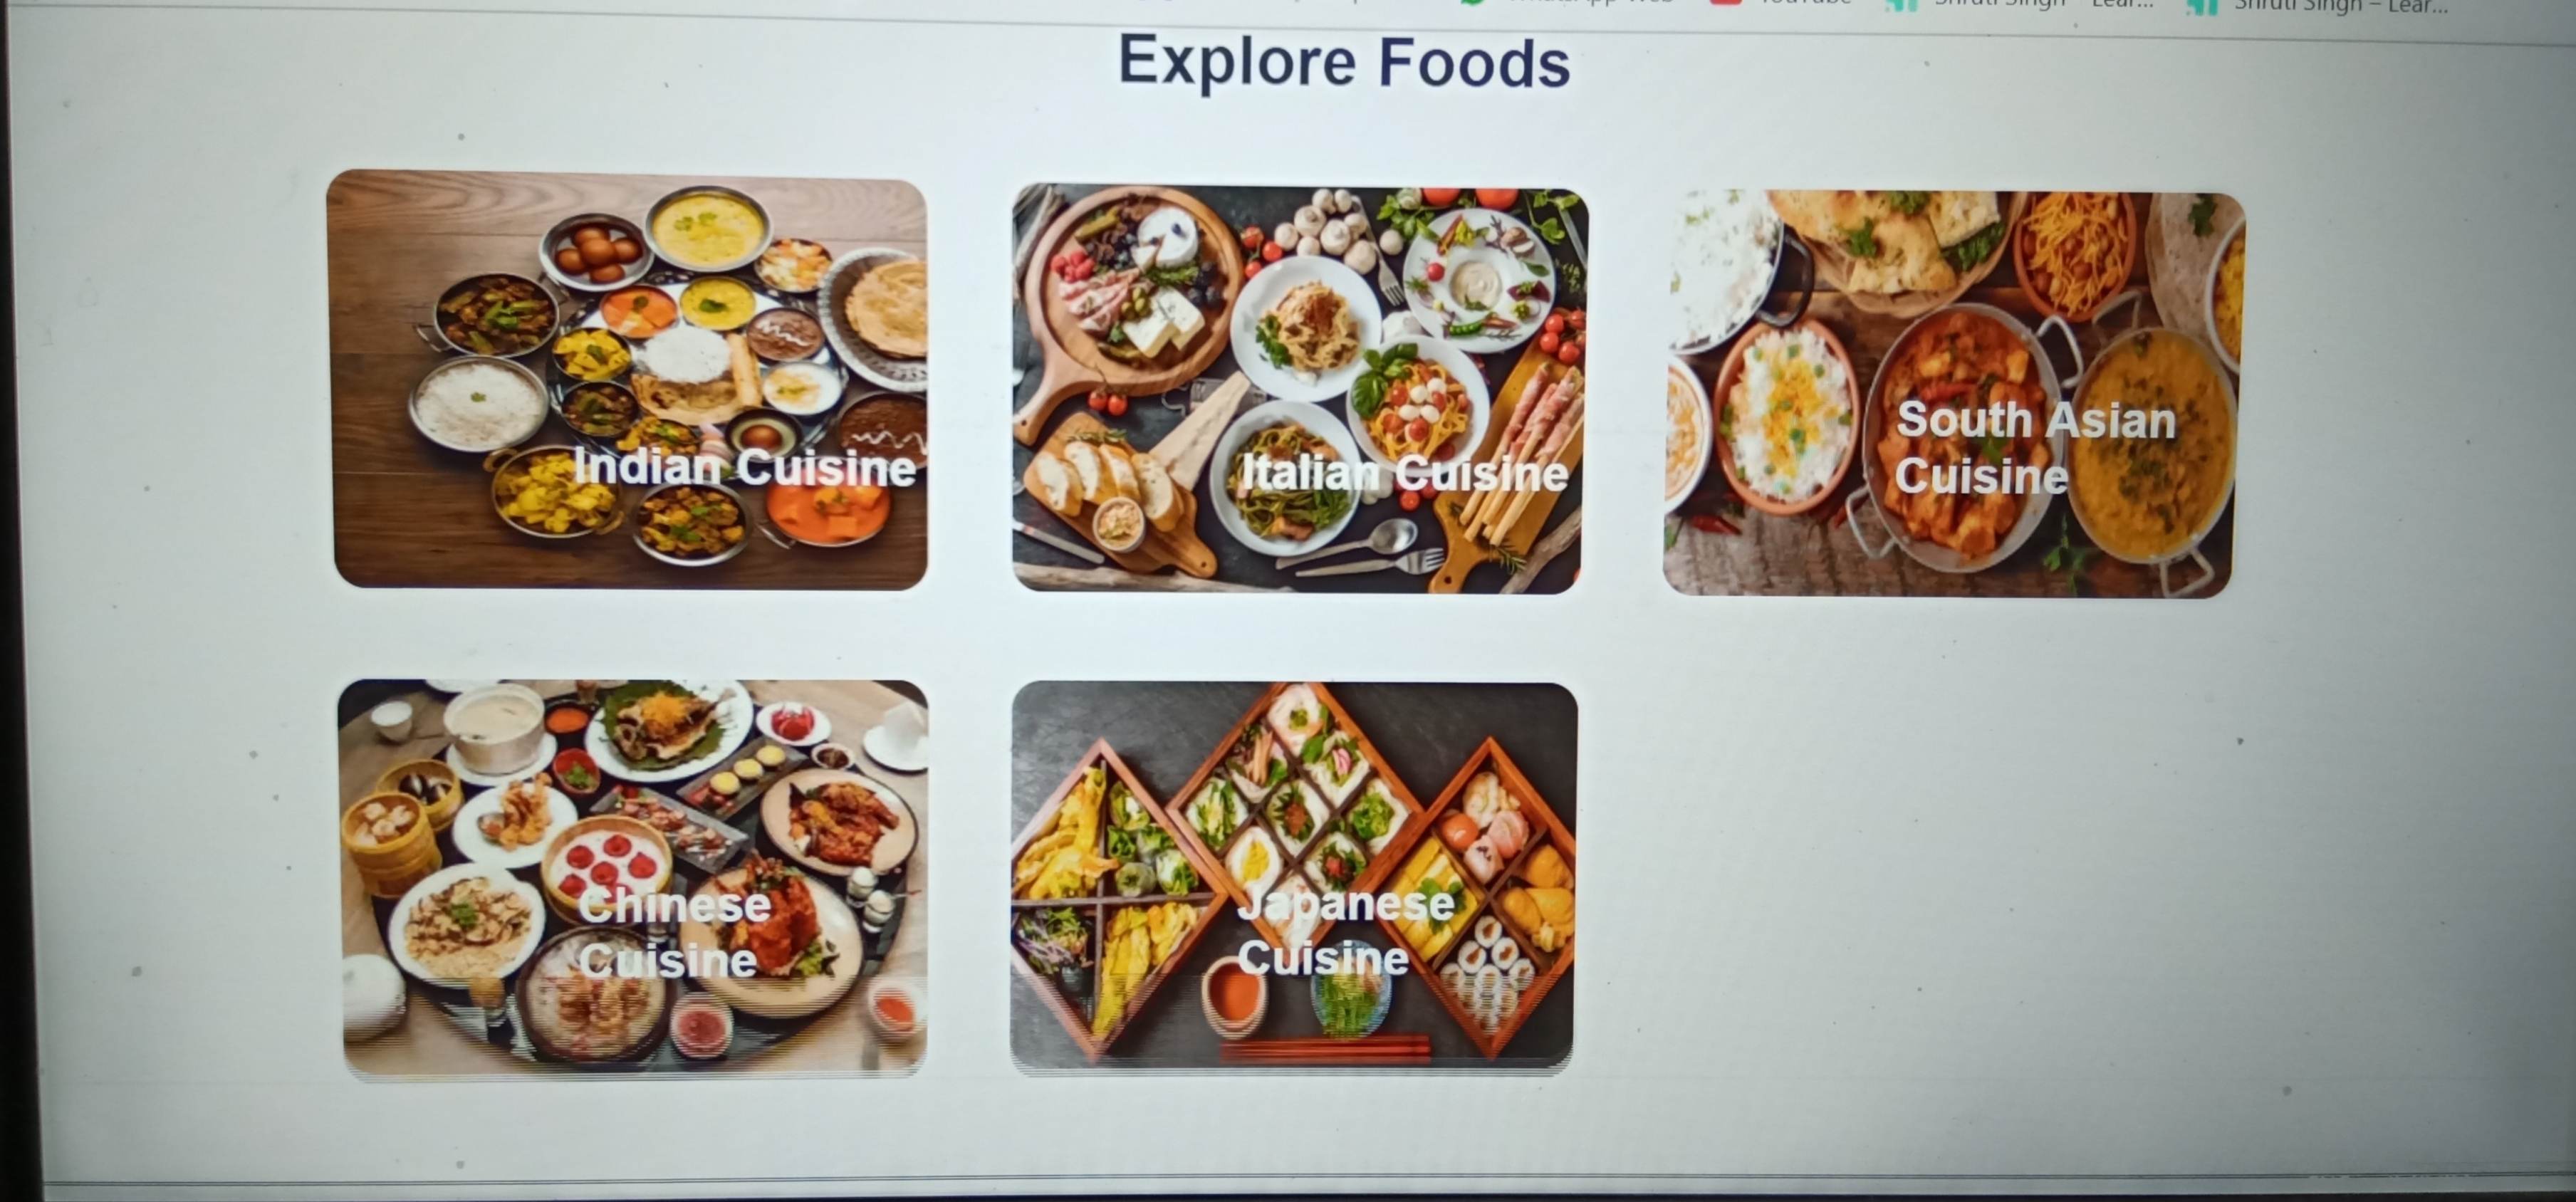 WhatsApp Web YouTube Shruti Singh – Lear... Shruti Singh – Lear...
Explore Foods
Indian Cuisine
Italian Cuisine
South Asian
Cuisine
Chinese
Cuisine
Japanese
Cuisine